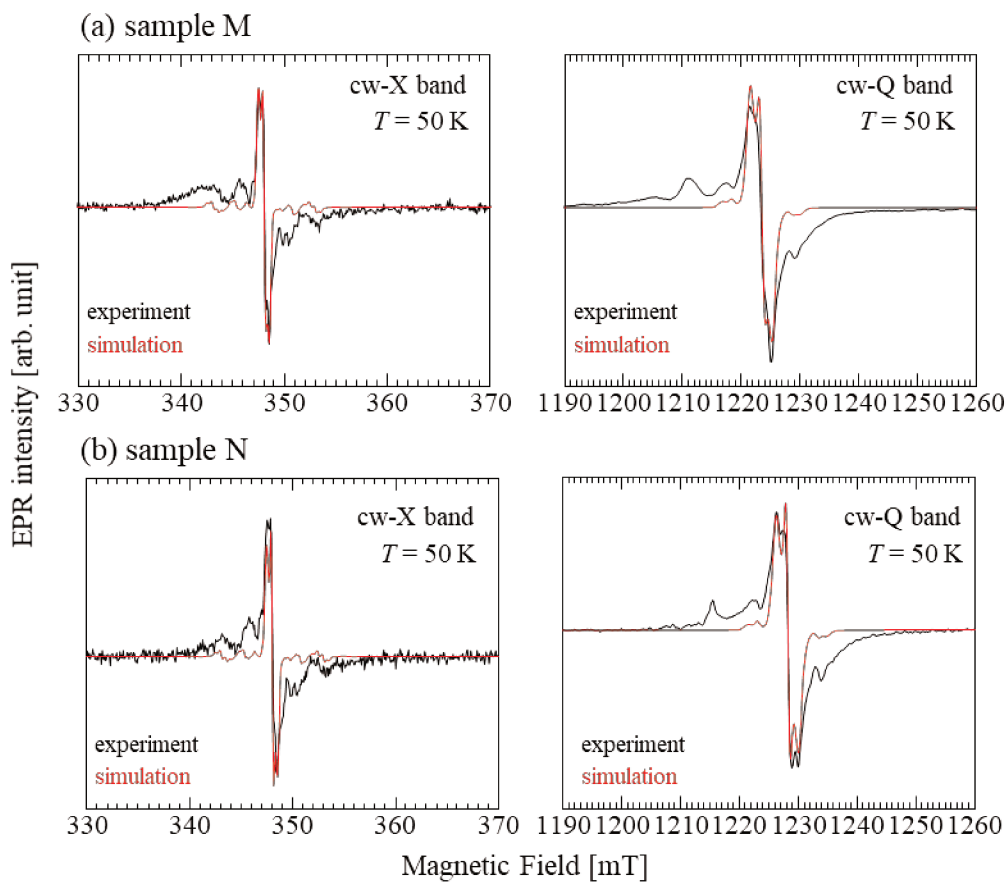 (a) sample M
cw-X band
T = 50 K
experiment
simulation
330 340 350 360 370
cw-Q band
T = 50 K
experiment
simulation
1190 1200 1210 1220 1230 1240 1250 1260
(b) sample N
cw-X band
T = 50 K
experiment
simulation
330 340 350 360 370
cw-Q band
T = 50 K
experiment
simulation
1190 1200 1210 1220 1230 1240 1250 1260
EPR intensity [arb. unit]
Magnetic Field [mT]